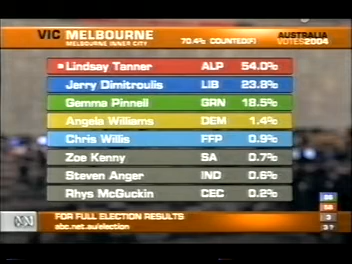 VIC MELBOURNE
MELBOURNE INNER CITY
70.4% COUNTED(F)
AUSTRALIA
VOTES2004
Lindsay Tanner ALP 54.0%
Jerry Dimitroulis LIB 23.8%
Gemma Pinnell GRN 18.5%
Angela Williams DEM 1.4%
Chris Willis FFP 0.9%
Zoe Kenny SA 0.7%
Steven Anger IND 0.6%
Rhys McGuckin CEC 0.2%
FOR FULL ELECTION RESULTS
abc.net.au/election